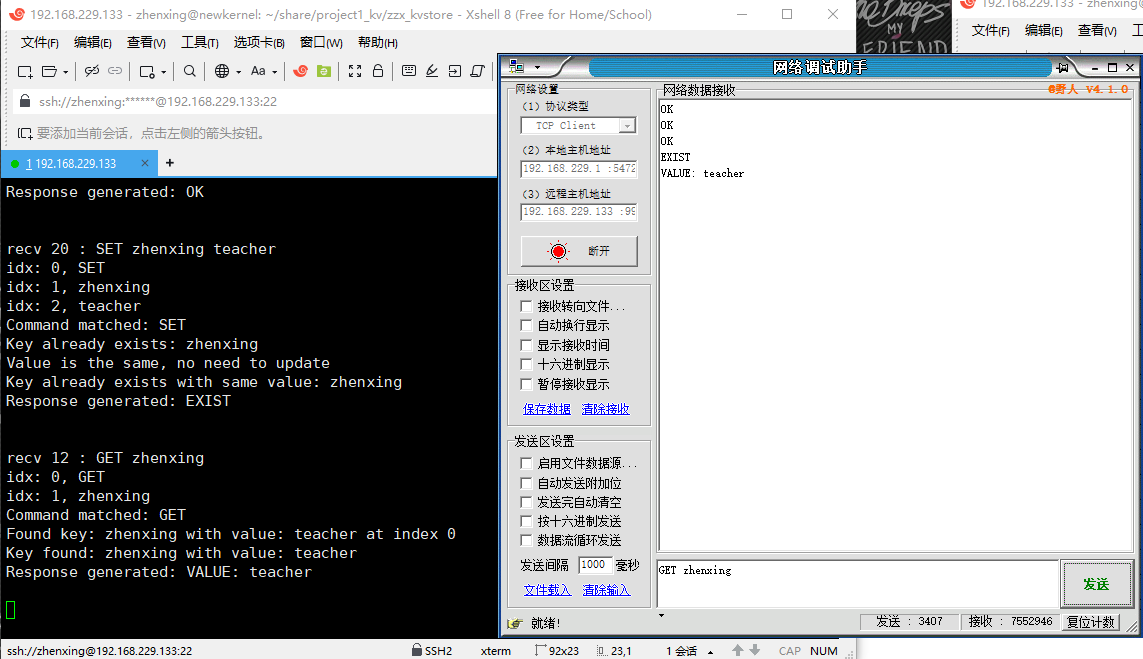 192.168.229.133 - zhenxing@newkernel: ~/share/project1_kv/zzx_kvstore - Xshell 8 (Free for Home/School)
文件(F) 编辑(E) 查看(V) 工具(T) 选项卡(B) 窗口(W) 帮助(H)
ssh://zhenxing:******@192.168.229.133:22
要添加当前会话，点击左侧的箭头按钮。
1 192.168.229.133
Response generated: OK
recv 20 : SET zhenxing teacher
idx: 0, SET
idx: 1, zhenxing
idx: 2, teacher
Command matched: SET
Key already exists: zhenxing
Value is the same, no need to update
Key already exists with same value: zhenxing
Response generated: EXIST
recv 12 : GET zhenxing
idx: 0, GET
idx: 1, zhenxing
Command matched: GET
Found key: zhenxing with value: teacher at index 0
Key found: zhenxing with value: teacher
Response generated: VALUE: teacher
ssh://zhenxing@192.168.229.133:22 SSH2 xterm 92x23 23,1 1 会话 CAP NUM
MY
FRIEND
192.168.229.133 - zhenxing@
文件(F) 编辑(E) 查看(V)
网络调试助手
网络设置
(1) 协议类型
TCP Client
(2) 本地主机地址
192.168.229.1 :5472
(3) 远程主机地址
192.168.229.133 :99
断开
接收区设置
接收转向文件...
自动换行显示
显示接收时间
十六进制显示
暂停接收显示
保存数据 清除接收
发送区设置
启用文件数据源...
自动发送附加位
发送完自动清空
按十六进制发送
数据流循环发送
发送间隔 1000 毫秒
文件载入 清除输入
网络数据接收
@野人 V4.1.0
OK
OK
OK
EXIST
VALUE: teacher
GET zhenxing
发送
就绪!
发送 : 3407 接收 : 7552946 复位计数